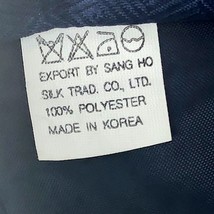 EXPORT BY SANG HO
SILK TRAD. CO., LTD.
100% POLYESTER
MADE IN KOREA